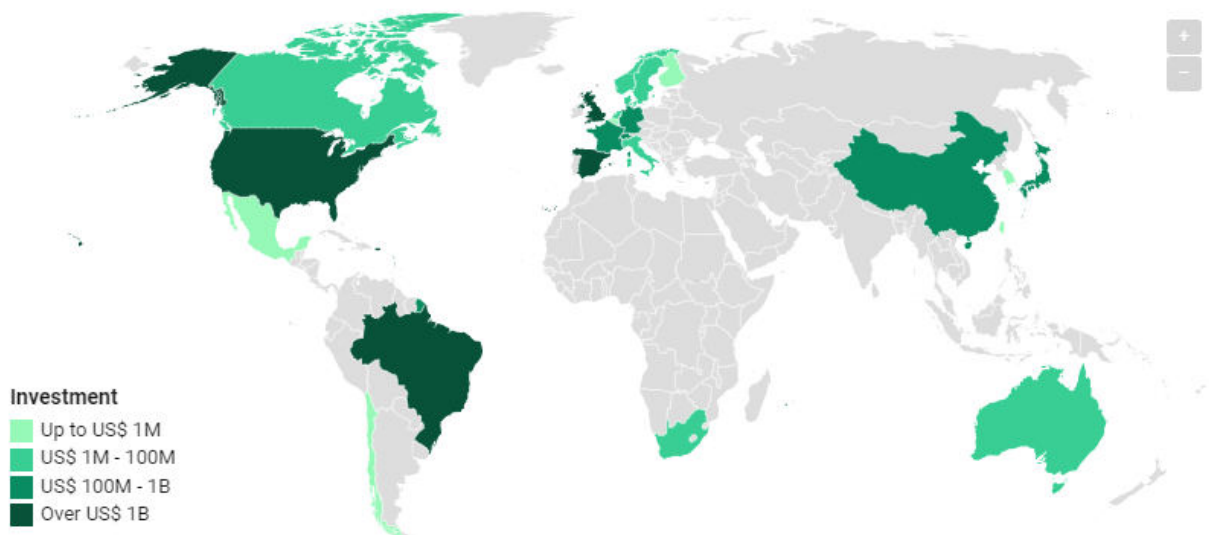 +
−
Investment
Up to US$ 1M
US$ 1M - 100M
US$ 100M - 1B
Over US$ 1B